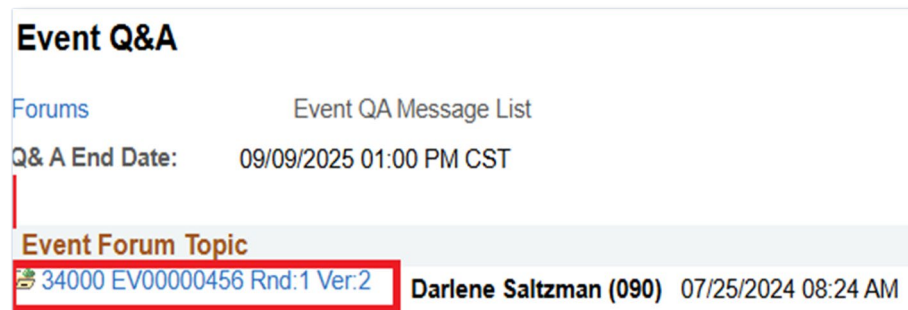 Event Q&A
Forums Event QA Message List
Q& A End Date: 09/09/2025 01:00 PM CST
Event Forum Topic
34000 EV00000456 Rnd:1 Ver:2 Darlene Saltzman (090) 07/25/2024 08:24 AM